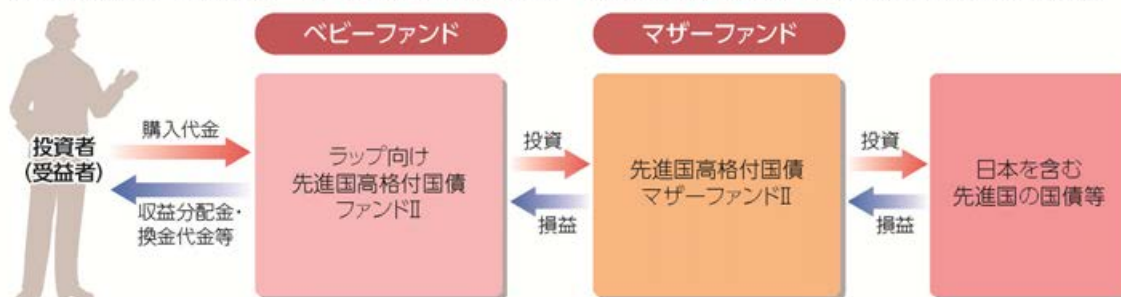 ベビーファンド
マザーファンド
投資者
(受益者)
購入代金
収益分配金・
換金代金等
ラップ向け
先進国高格付国債
ファンドⅡ
投資
損益
先進国高格付国債
マザーファンドⅡ
投資
損益
日本を含む
先進国の国債等